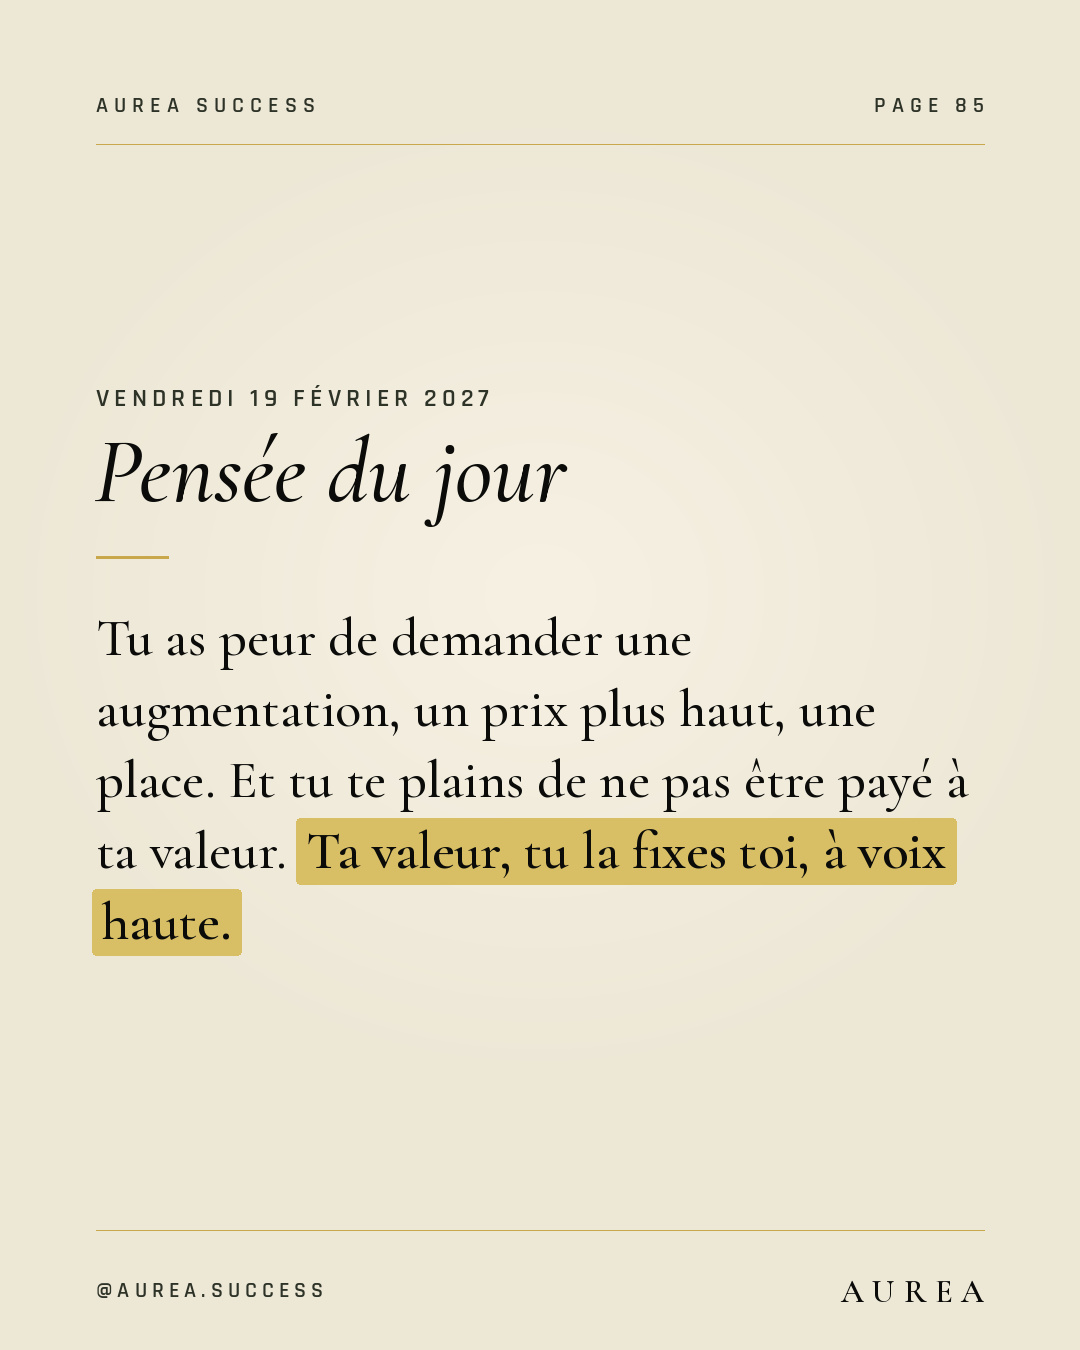 AUREA SUCCESS
PAGE 85
VENDREDI 19 FÉVRIER 2027
Pensée du jour
Tu as peur de demander une
augmentation, un prix plus haut, une
place. Et tu te plains de ne pas être payé à
ta valeur. Ta valeur, tu la fixes toi, à voix
haute.
@AUREA.SUCCESS
AUREA